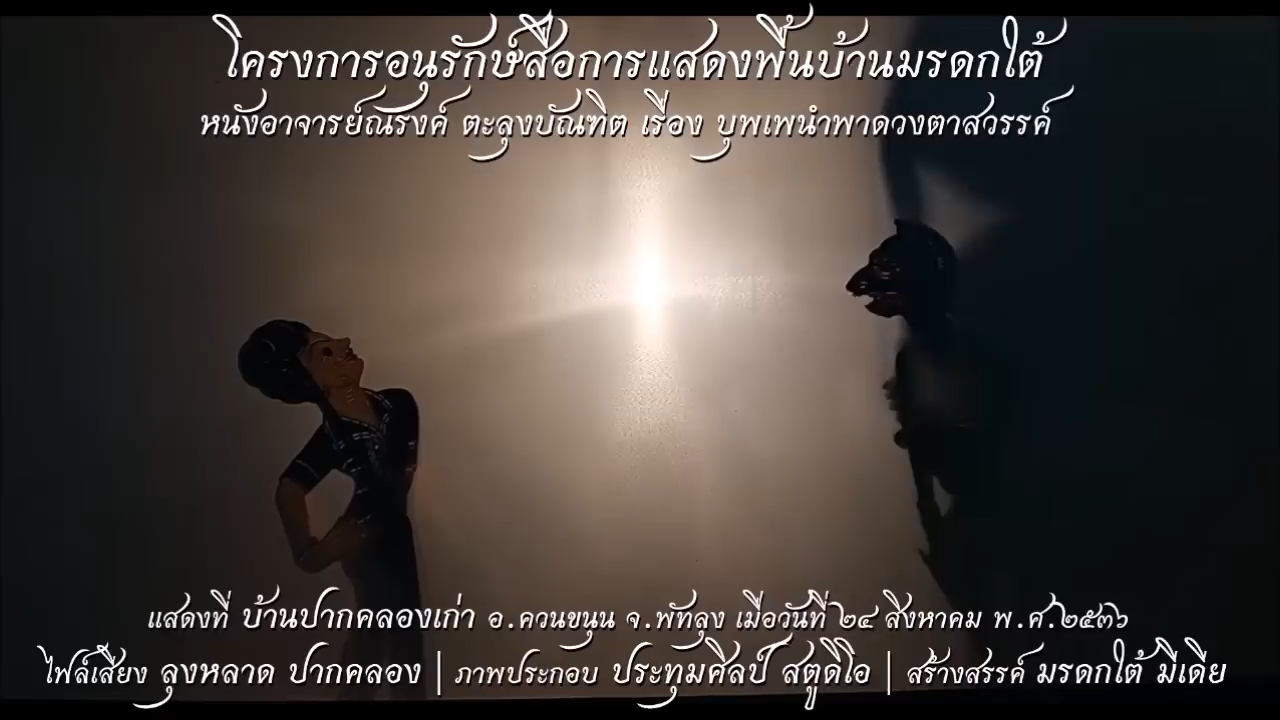 โครงการอนุรักษ์สื่อการแสดงพื้นบ้านมรดกใต้
หนังอาจารย์ณรงค์ ตะลุงบัณฑิต เรื่อง บุพเพนำพาดวงตาสวรรค์
แสดงที่ บ้านปากคลองเก่า อ.ควนขนุน จ.พัทลุง เมื่อวันที่ ๒๔ สิงหาคม พ.ศ.๒๕๓๖
ไฟล์เสียง ลุงหลาด ปากคลอง | ภาพประกอบ ประทุมศิลป์ สตูดิโอ | สร้างสรรค์ มรดกใต้ มีเดีย